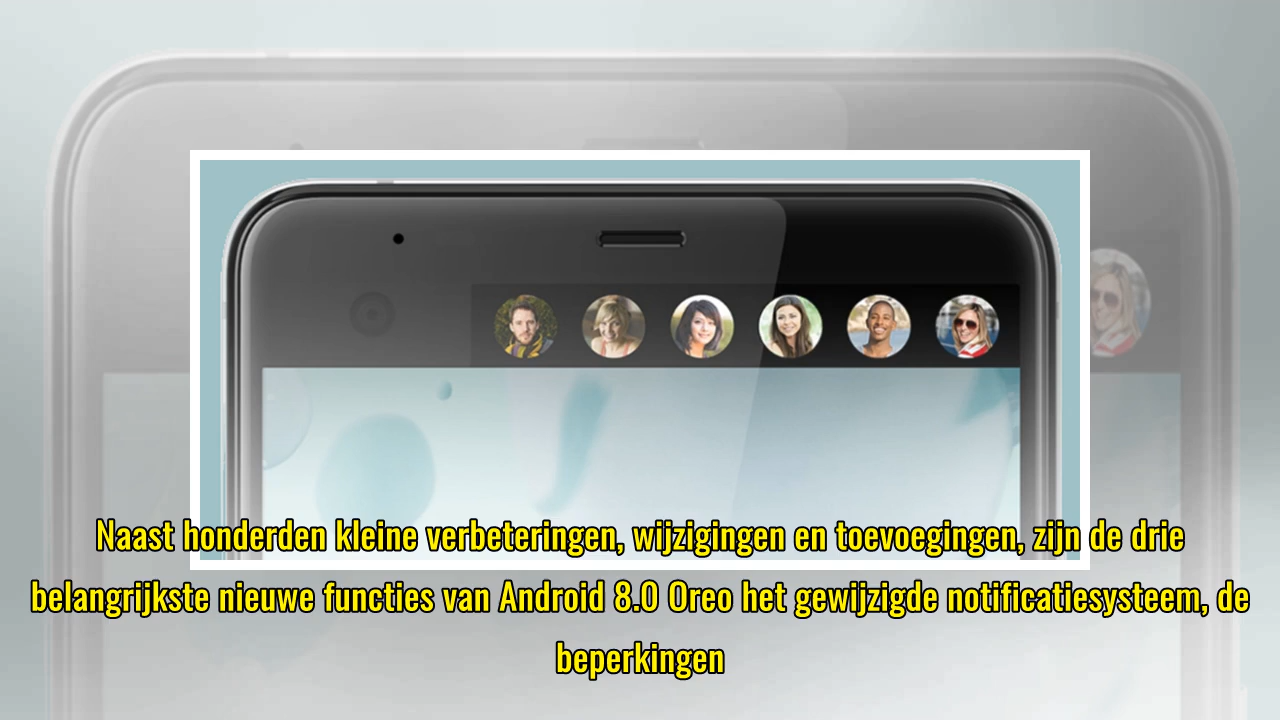 Naast honderden kleine verbeteringen, wijzigingen en toevoegingen, zijn de drie
belangrijkste nieuwe functies van Android 8.0 Oreo het gewijzigde notificatiesysteem, de
beperkingen